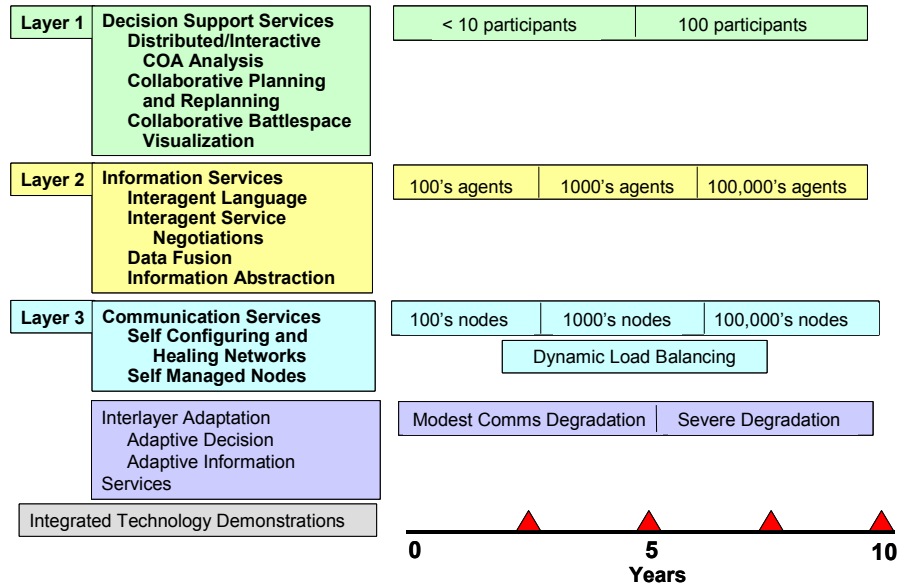 Layer 1
Decision Support Services
Distributed/Interactive
COA Analysis
Collaborative Planning
and Replanning
Collaborative Battlespace
Visualization
< 10 participants
100 participants
Layer 2
Information Services
Interagent Language
Interagent Service
Negotiations
Data Fusion
Information Abstraction
100's agents
1000's agents
100,000's agents
Layer 3
Communication Services
Self Configuring and
Healing Networks
Self Managed Nodes
100's nodes
1000's nodes
100,000's nodes
Dynamic Load Balancing
Interlayer Adaptation
Adaptive Decision
Adaptive Information
Services
Modest Comms Degradation
Severe Degradation
Integrated Technology Demonstrations
0
5
10
Years